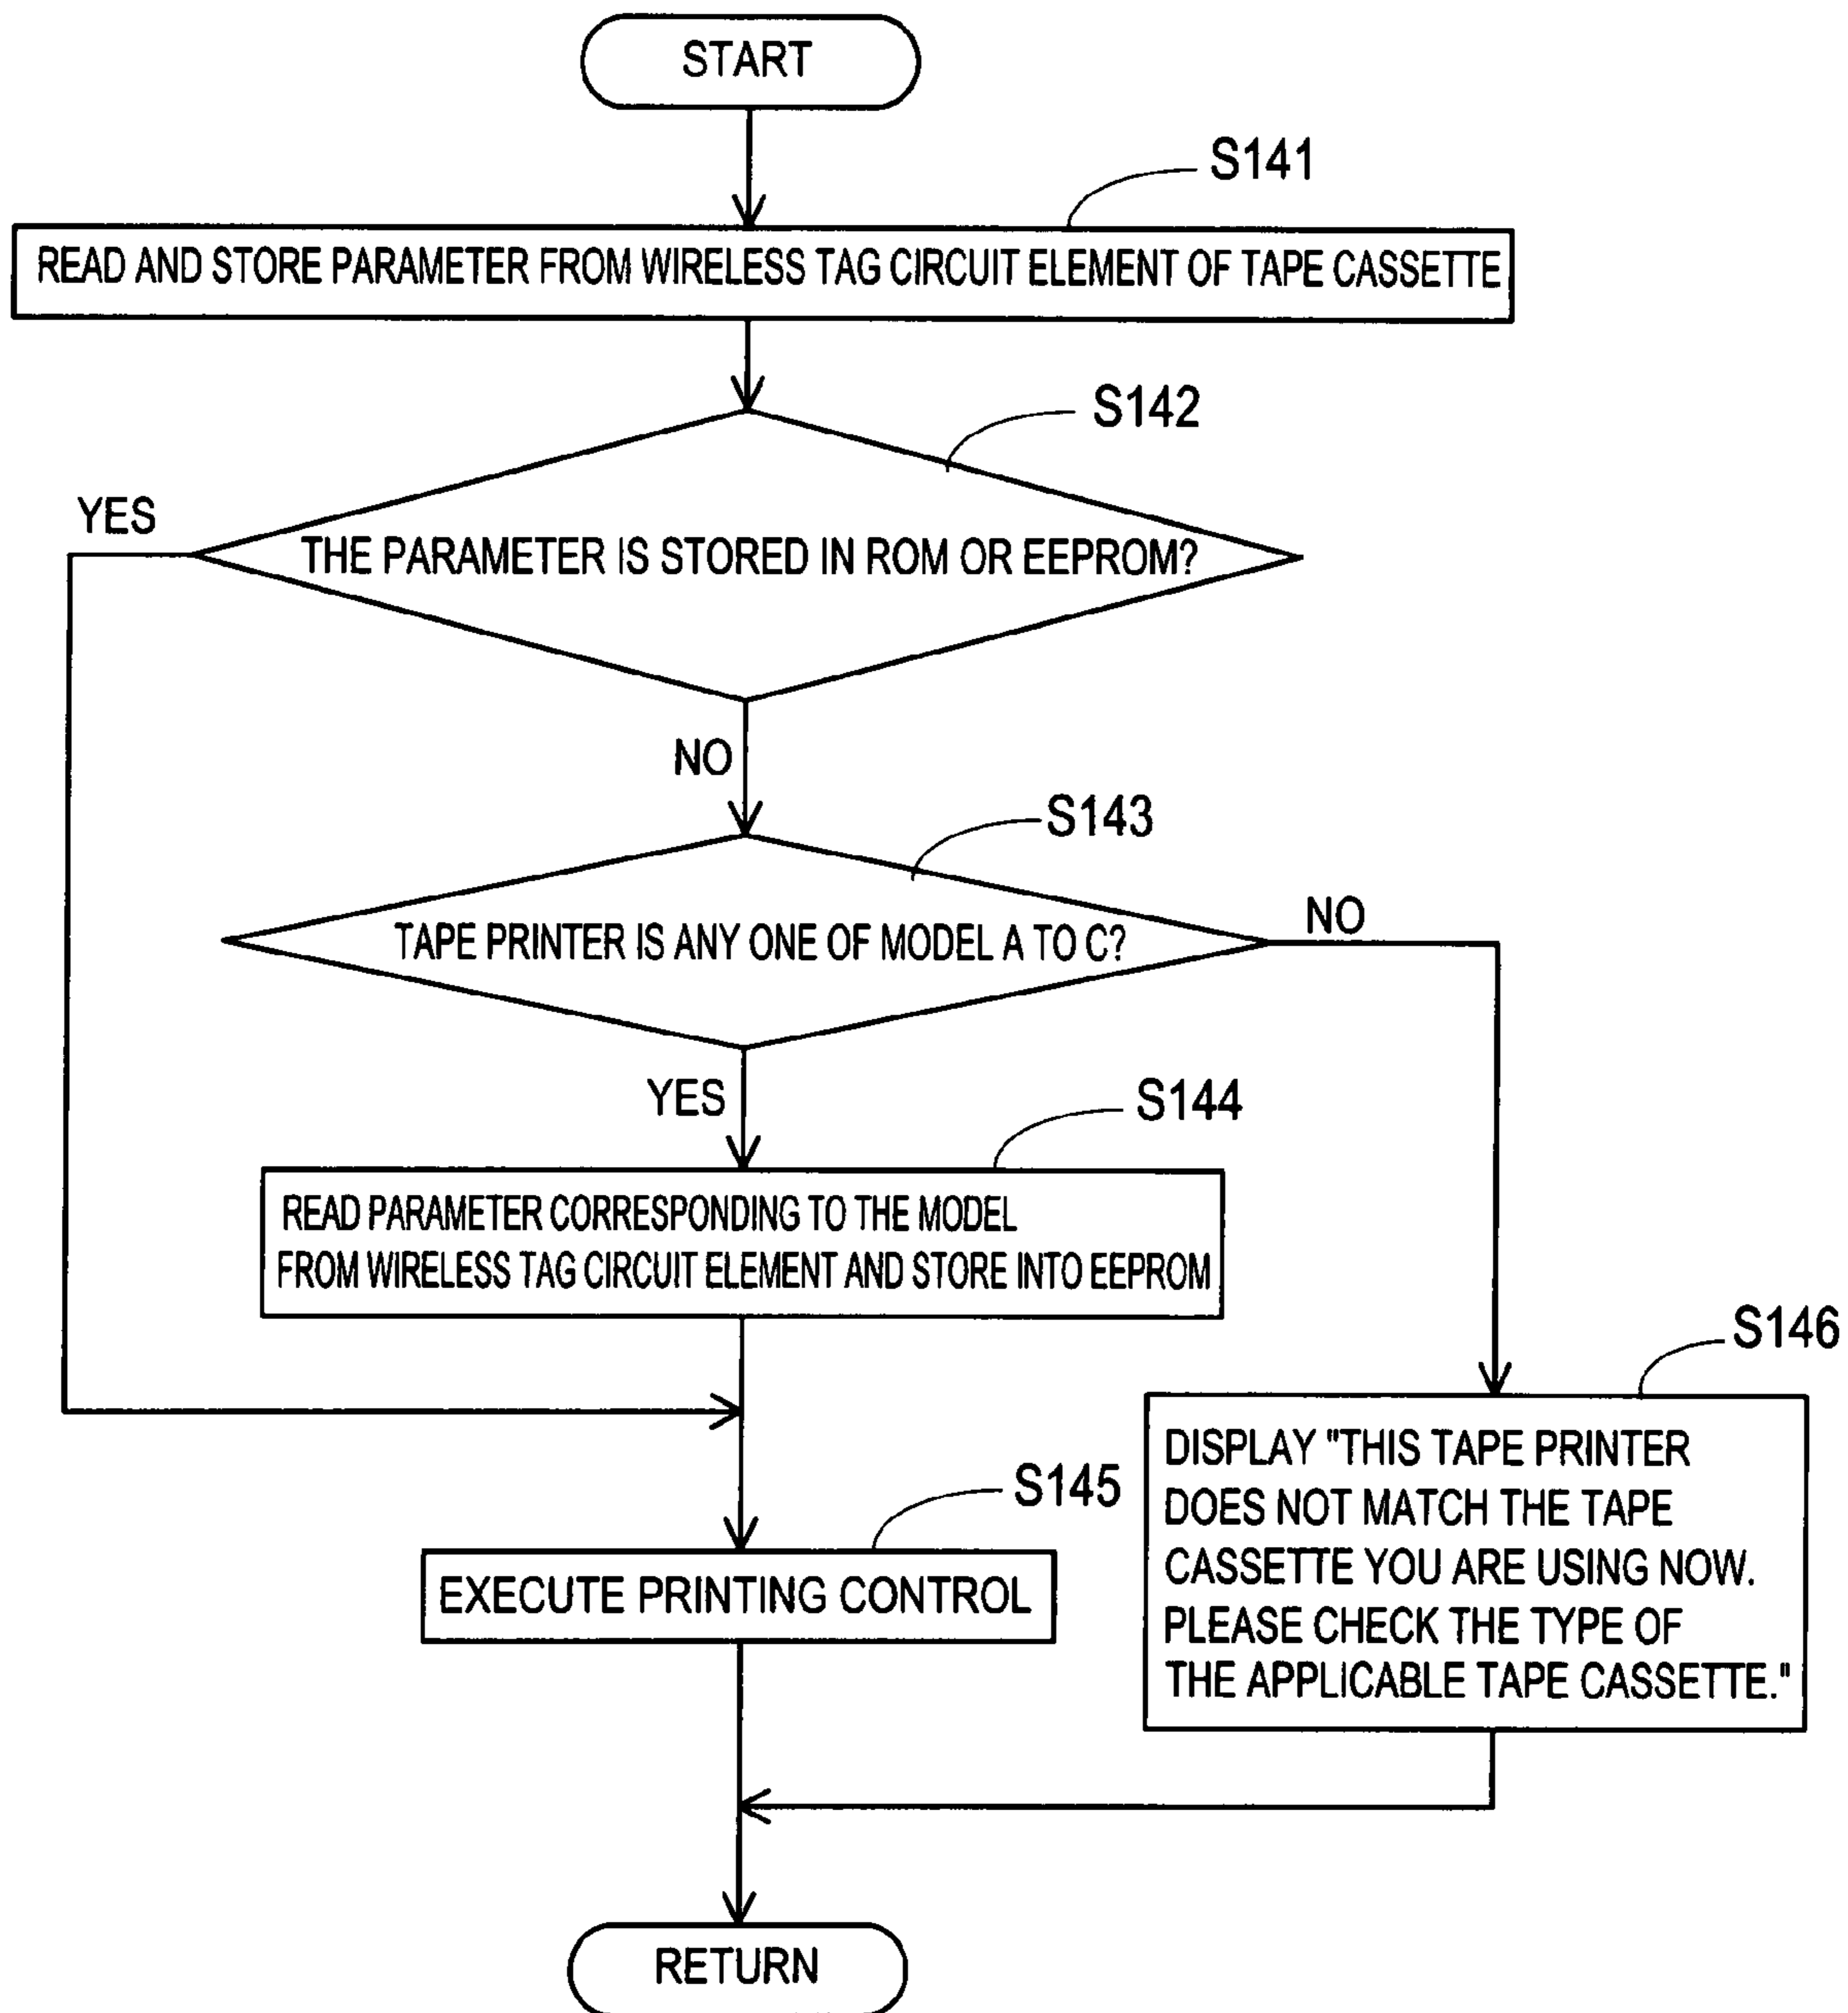 START
S141
READ AND STORE PARAMETER FROM WIRELESS TAG CIRCUIT ELEMENT OF TAPE CASSETTE
S142
YES
THE PARAMETER IS STORED IN ROM OR EEPROM?
NO
S143
TAPE PRINTER IS ANY ONE OF MODEL A TO C?
NO
YES
S144
READ PARAMETER CORRESPONDING TO THE MODEL
FROM WIRELESS TAG CIRCUIT ELEMENT AND STORE INTO EEPROM
S146
DISPLAY "THIS TAPE PRINTER
DOES NOT MATCH THE TAPE
CASSETTE YOU ARE USING NOW.
PLEASE CHECK THE TYPE OF
THE APPLICABLE TAPE CASSETTE."
S145
EXECUTE PRINTING CONTROL
RETURN